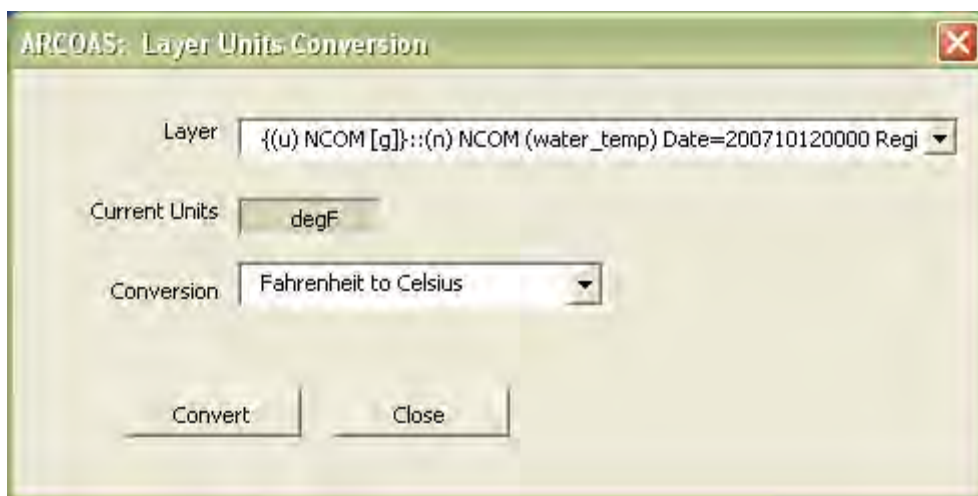 ARCOAS: Layer Units Conversion
Layer {(u) NCOM [g]}::(n) NCOM (water_temp) Date=200710120000 Regi
Current Units degF
Conversion Fahrenheit to Celsius
Convert Close